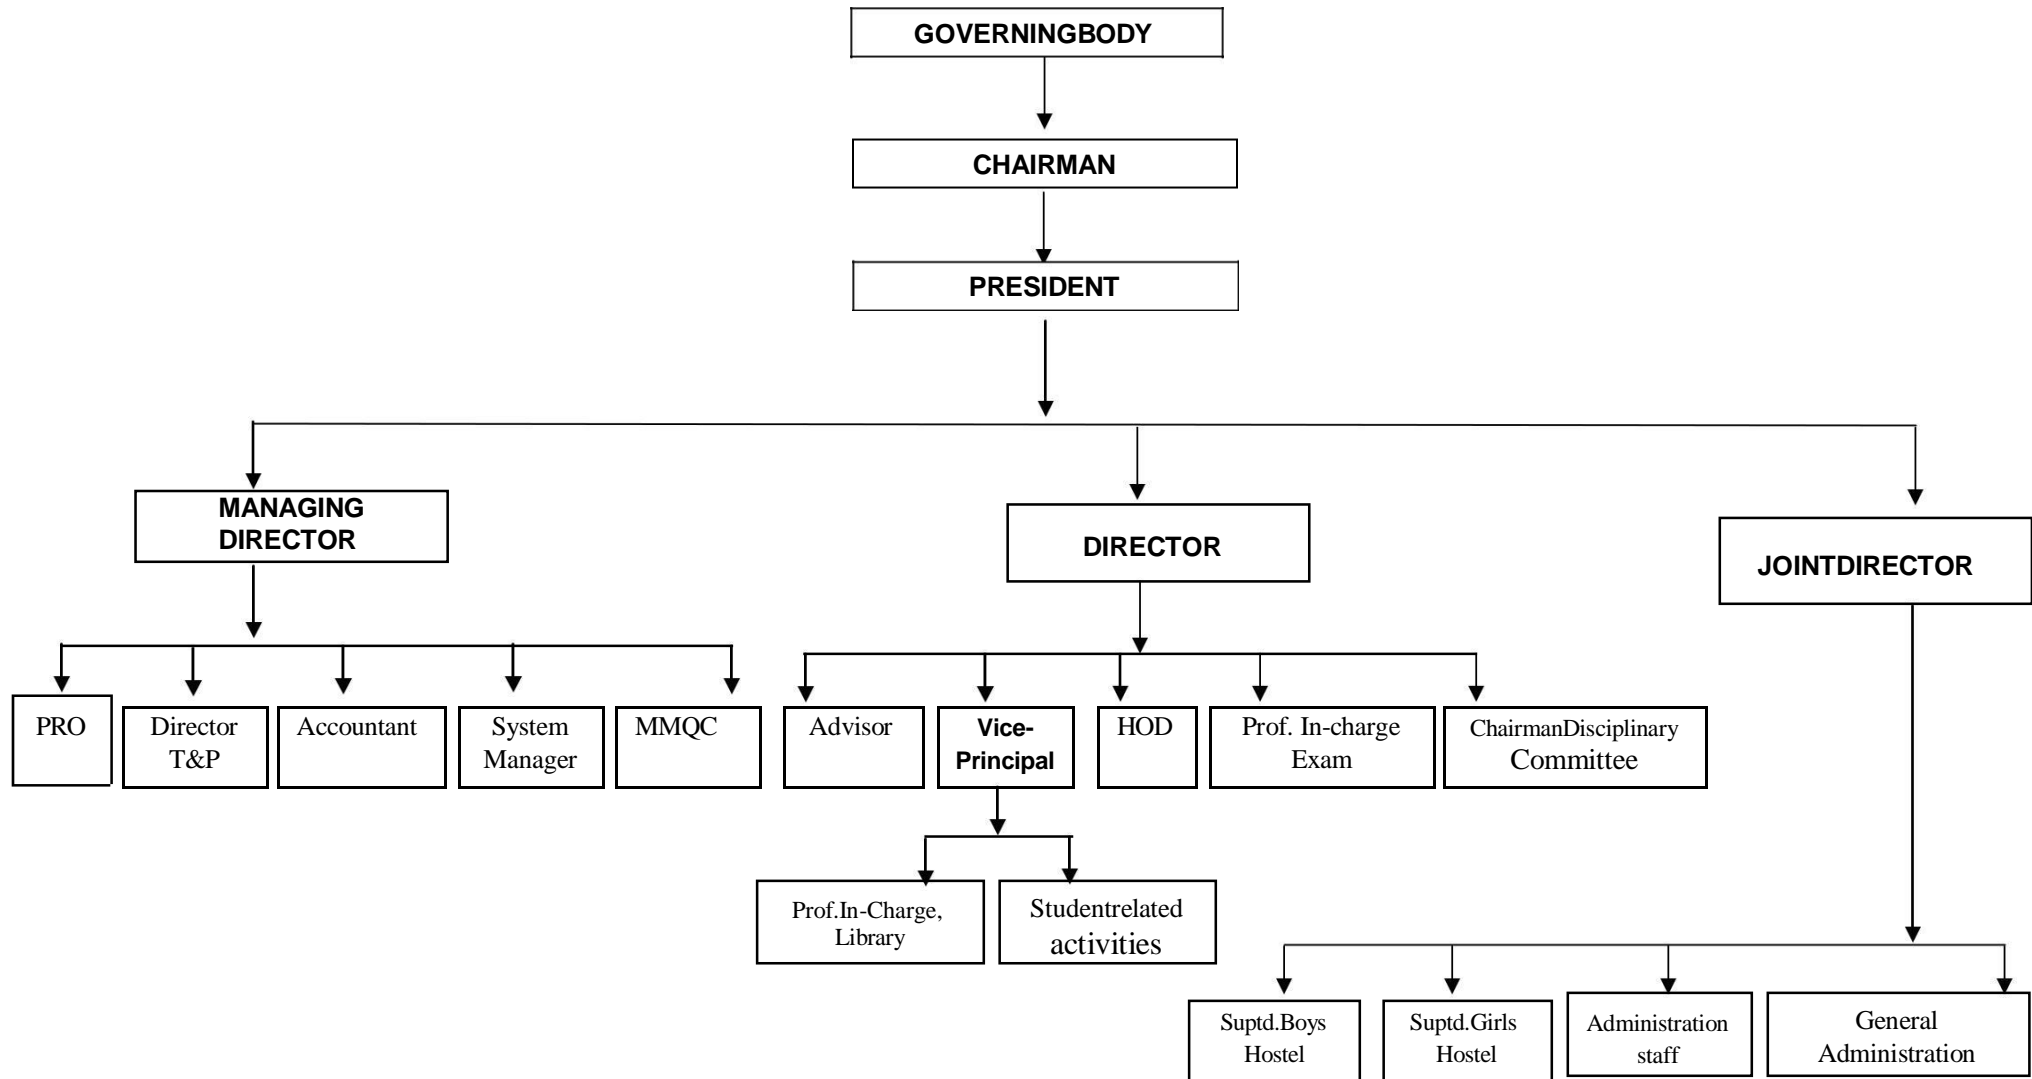 GOVERNINGBODY
CHAIRMAN
PRESIDENT
MANAGING
DIRECTOR
DIRECTOR
JOINTDIRECTOR
PRO
Director
T&P
Accountant
System
Manager
MMQC
Advisor
Vice-
Principal
HOD
Prof. In-charge
Exam
ChairmanDisciplinary
Committee
Prof.In-Charge,
Library
Studentrelated
activities
Suptd.Boys
Hostel
Suptd.Girls
Hostel
Administration
staff
General
Administration